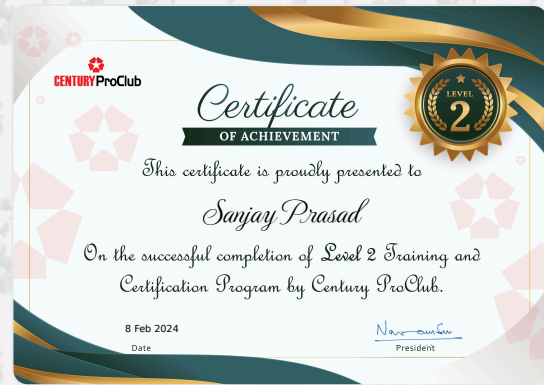 CENTURY ProClub
Certificate
OF ACHIEVEMENT
LEVEL
2
This certificate is proudly presented to
Sanjay Prasad
On the successful completion of Level 2 Training and
Certification Program by Century ProClub.
8 Feb 2024
Date
President